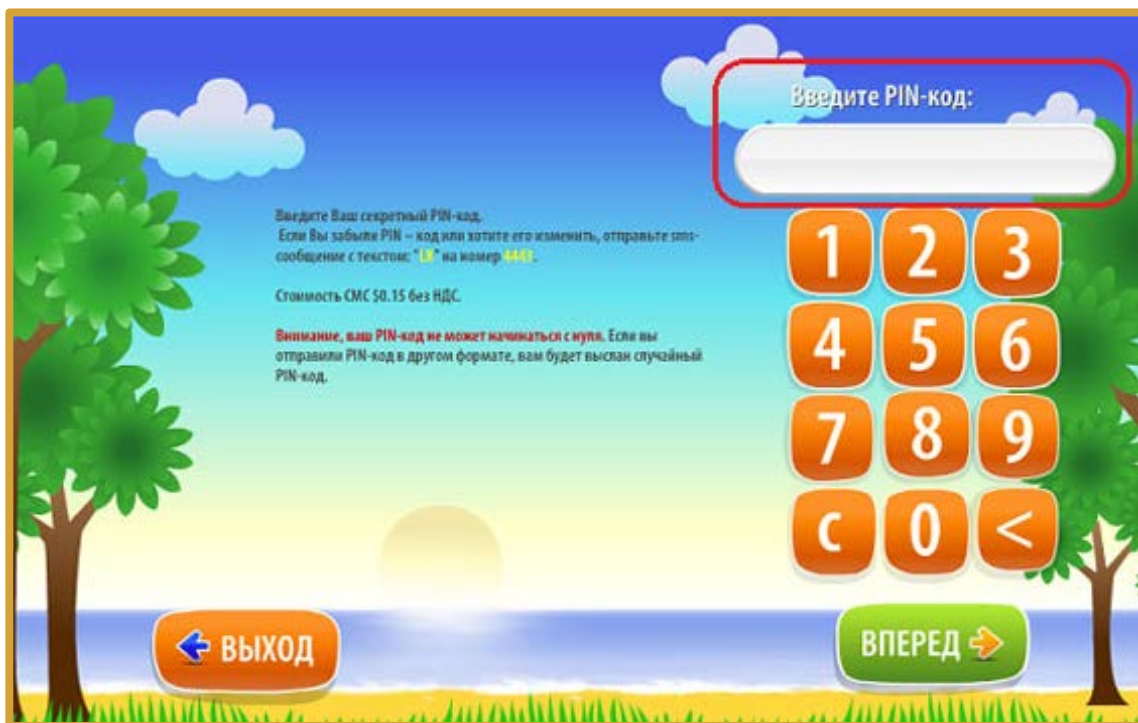 Введите PIN-код:
Введите Ваш секретный PIN-код.
Если Вы забыли PIN – код или хотите его изменить, отправьте sms-
сообщение с текстом: "LK" на номер 4443.
Стоимость СМС $0.15 без НДС.
Внимание, ваш PIN-код не может начинаться с нуля. Если вы
отправили PIN-код в другом формате, вам будет выслан случайный
PIN-код.
1 2 3
4 5 6
7 8 9
C 0 <
ВЫХОД
ВПЕРЕД